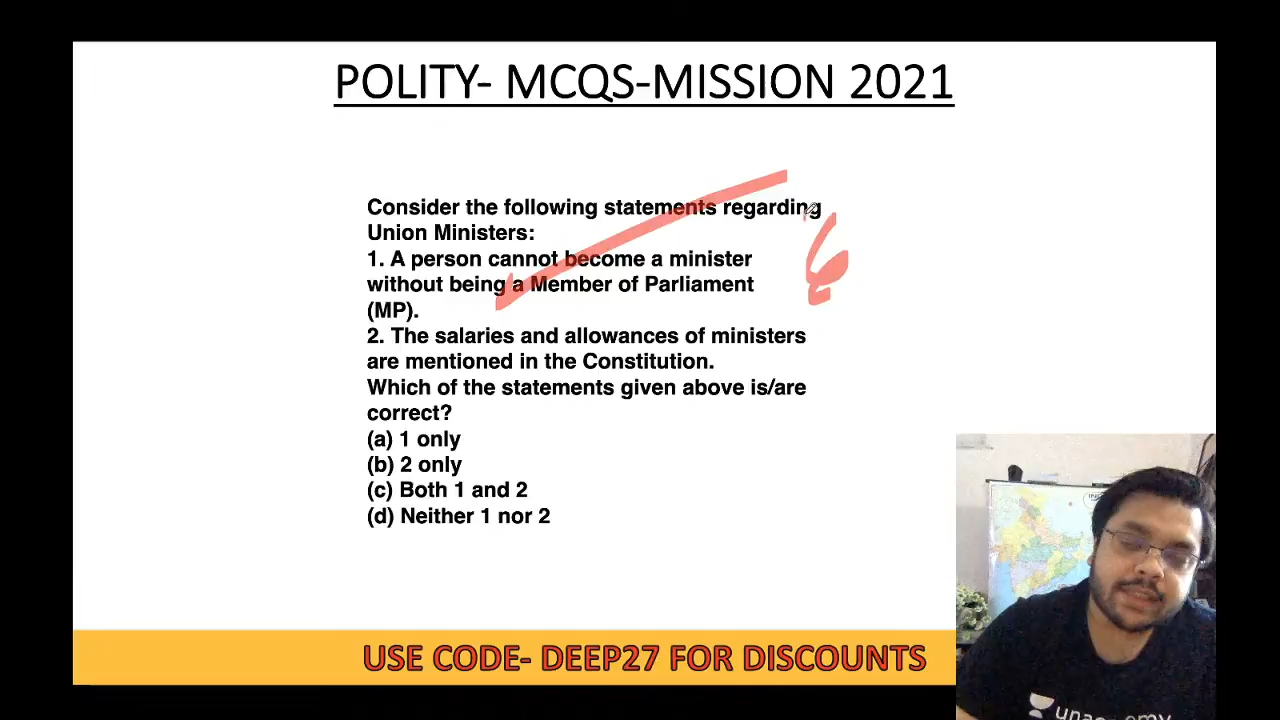 POLITY- MCQS-MISSION 2021
Consider the following statements regarding
Union Ministers:
1. A person cannot become a minister
without being a Member of Parliament
(MP).
2. The salaries and allowances of ministers
are mentioned in the Constitution.
Which of the statements given above is/are
correct?
(a) 1 only
(b) 2 only
(c) Both 1 and 2
(d) Neither 1 nor 2
6
USE CODE- DEEP27 FOR DISCOUNTS
unacademy